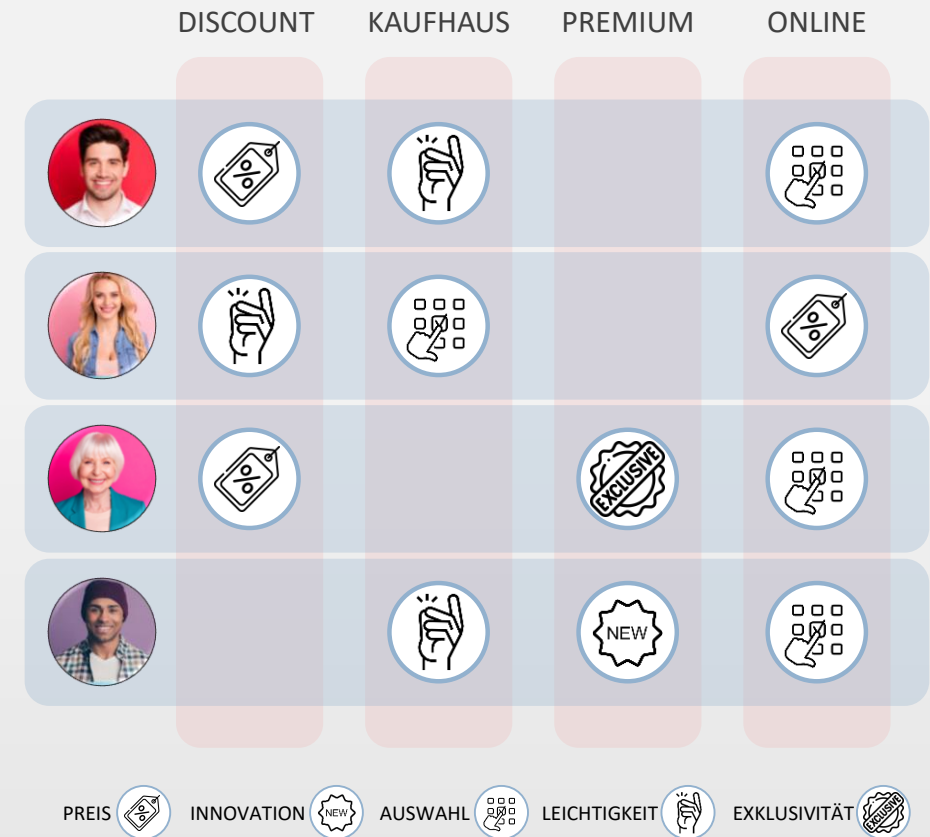 DISCOUNT KAUFHAUS PREMIUM ONLINE
EXCLUSIVE
NEW
PREIS INNOVATION NEW AUSWAHL LEICHTIGKEIT EXKLUSIVITÄT EXCLUSIVE